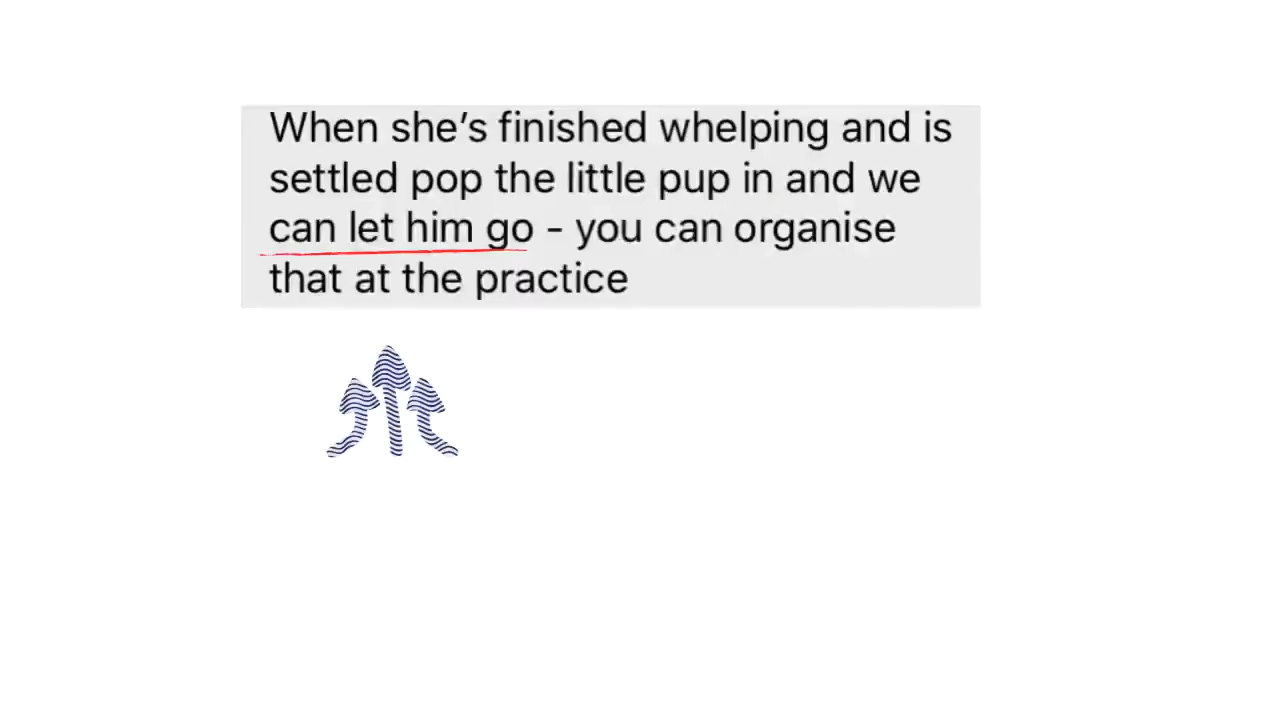 When she’s finished whelping and is
settled pop the little pup in and we
can let him go - you can organise
that at the practice